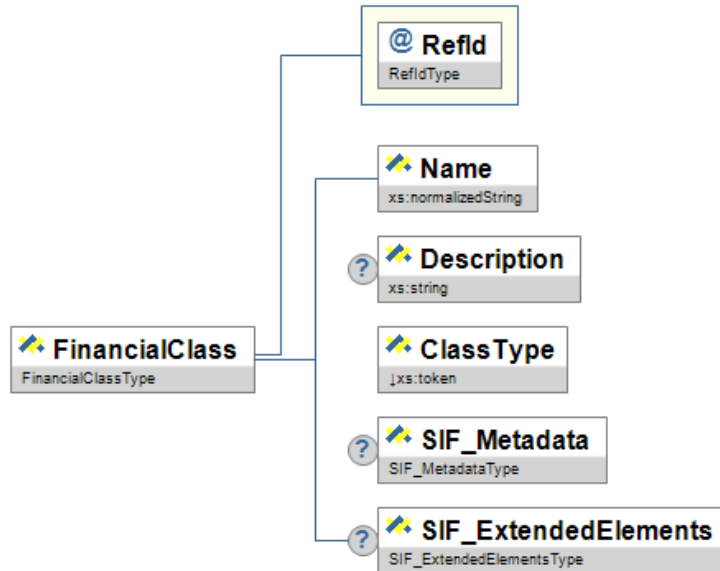 @ RefId
RefIdType
Name
xs:normalizedString
? Description
xs:string
FinancialClass
FinancialClassType
ClassType
↓xs:token
? SIF_Metadata
SIF_MetadataType
? SIF_ExtendedElements
SIF_ExtendedElementsType